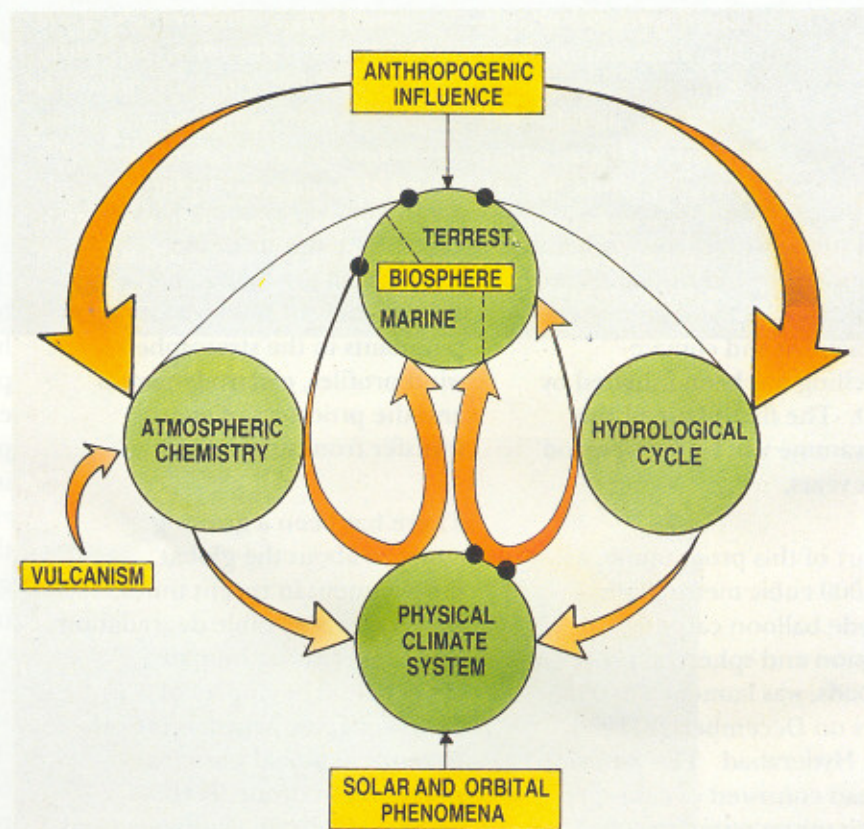 ANTHROPOGENIC
INFLUENCE
TERREST.
BIOSPHERE
MARINE
ATMOSPHERIC
CHEMISTRY
HYDROLOGICAL
CYCLE
VULCANISM
PHYSICAL
CLIMATE
SYSTEM
SOLAR AND ORBITAL
PHENOMENA